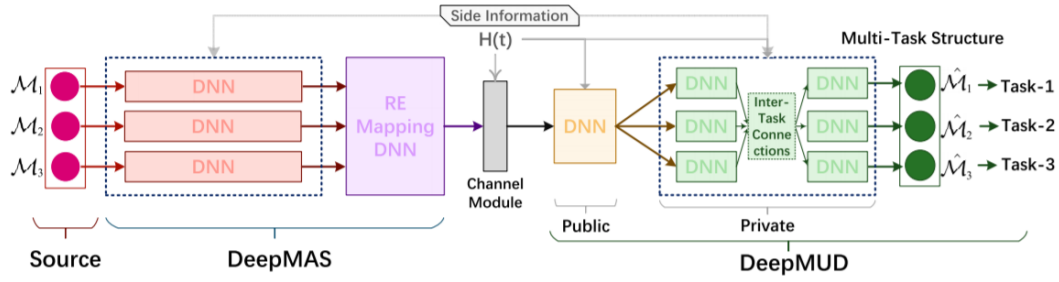 Side Information
H(t)
Multi-Task Structure
M₁
DNN
M₂
DNN
M₃
DNN
RE
Mapping
DNN
Channel
Module
DNN
DNN
DNN
DNN
Inter-
Task
Conne
ctions
DNN
DNN
DNN
M̂₁
Task-1
M̂₂
Task-2
M̂₃
Task-3
Public
Private
Source
DeepMAS
DeepMUD